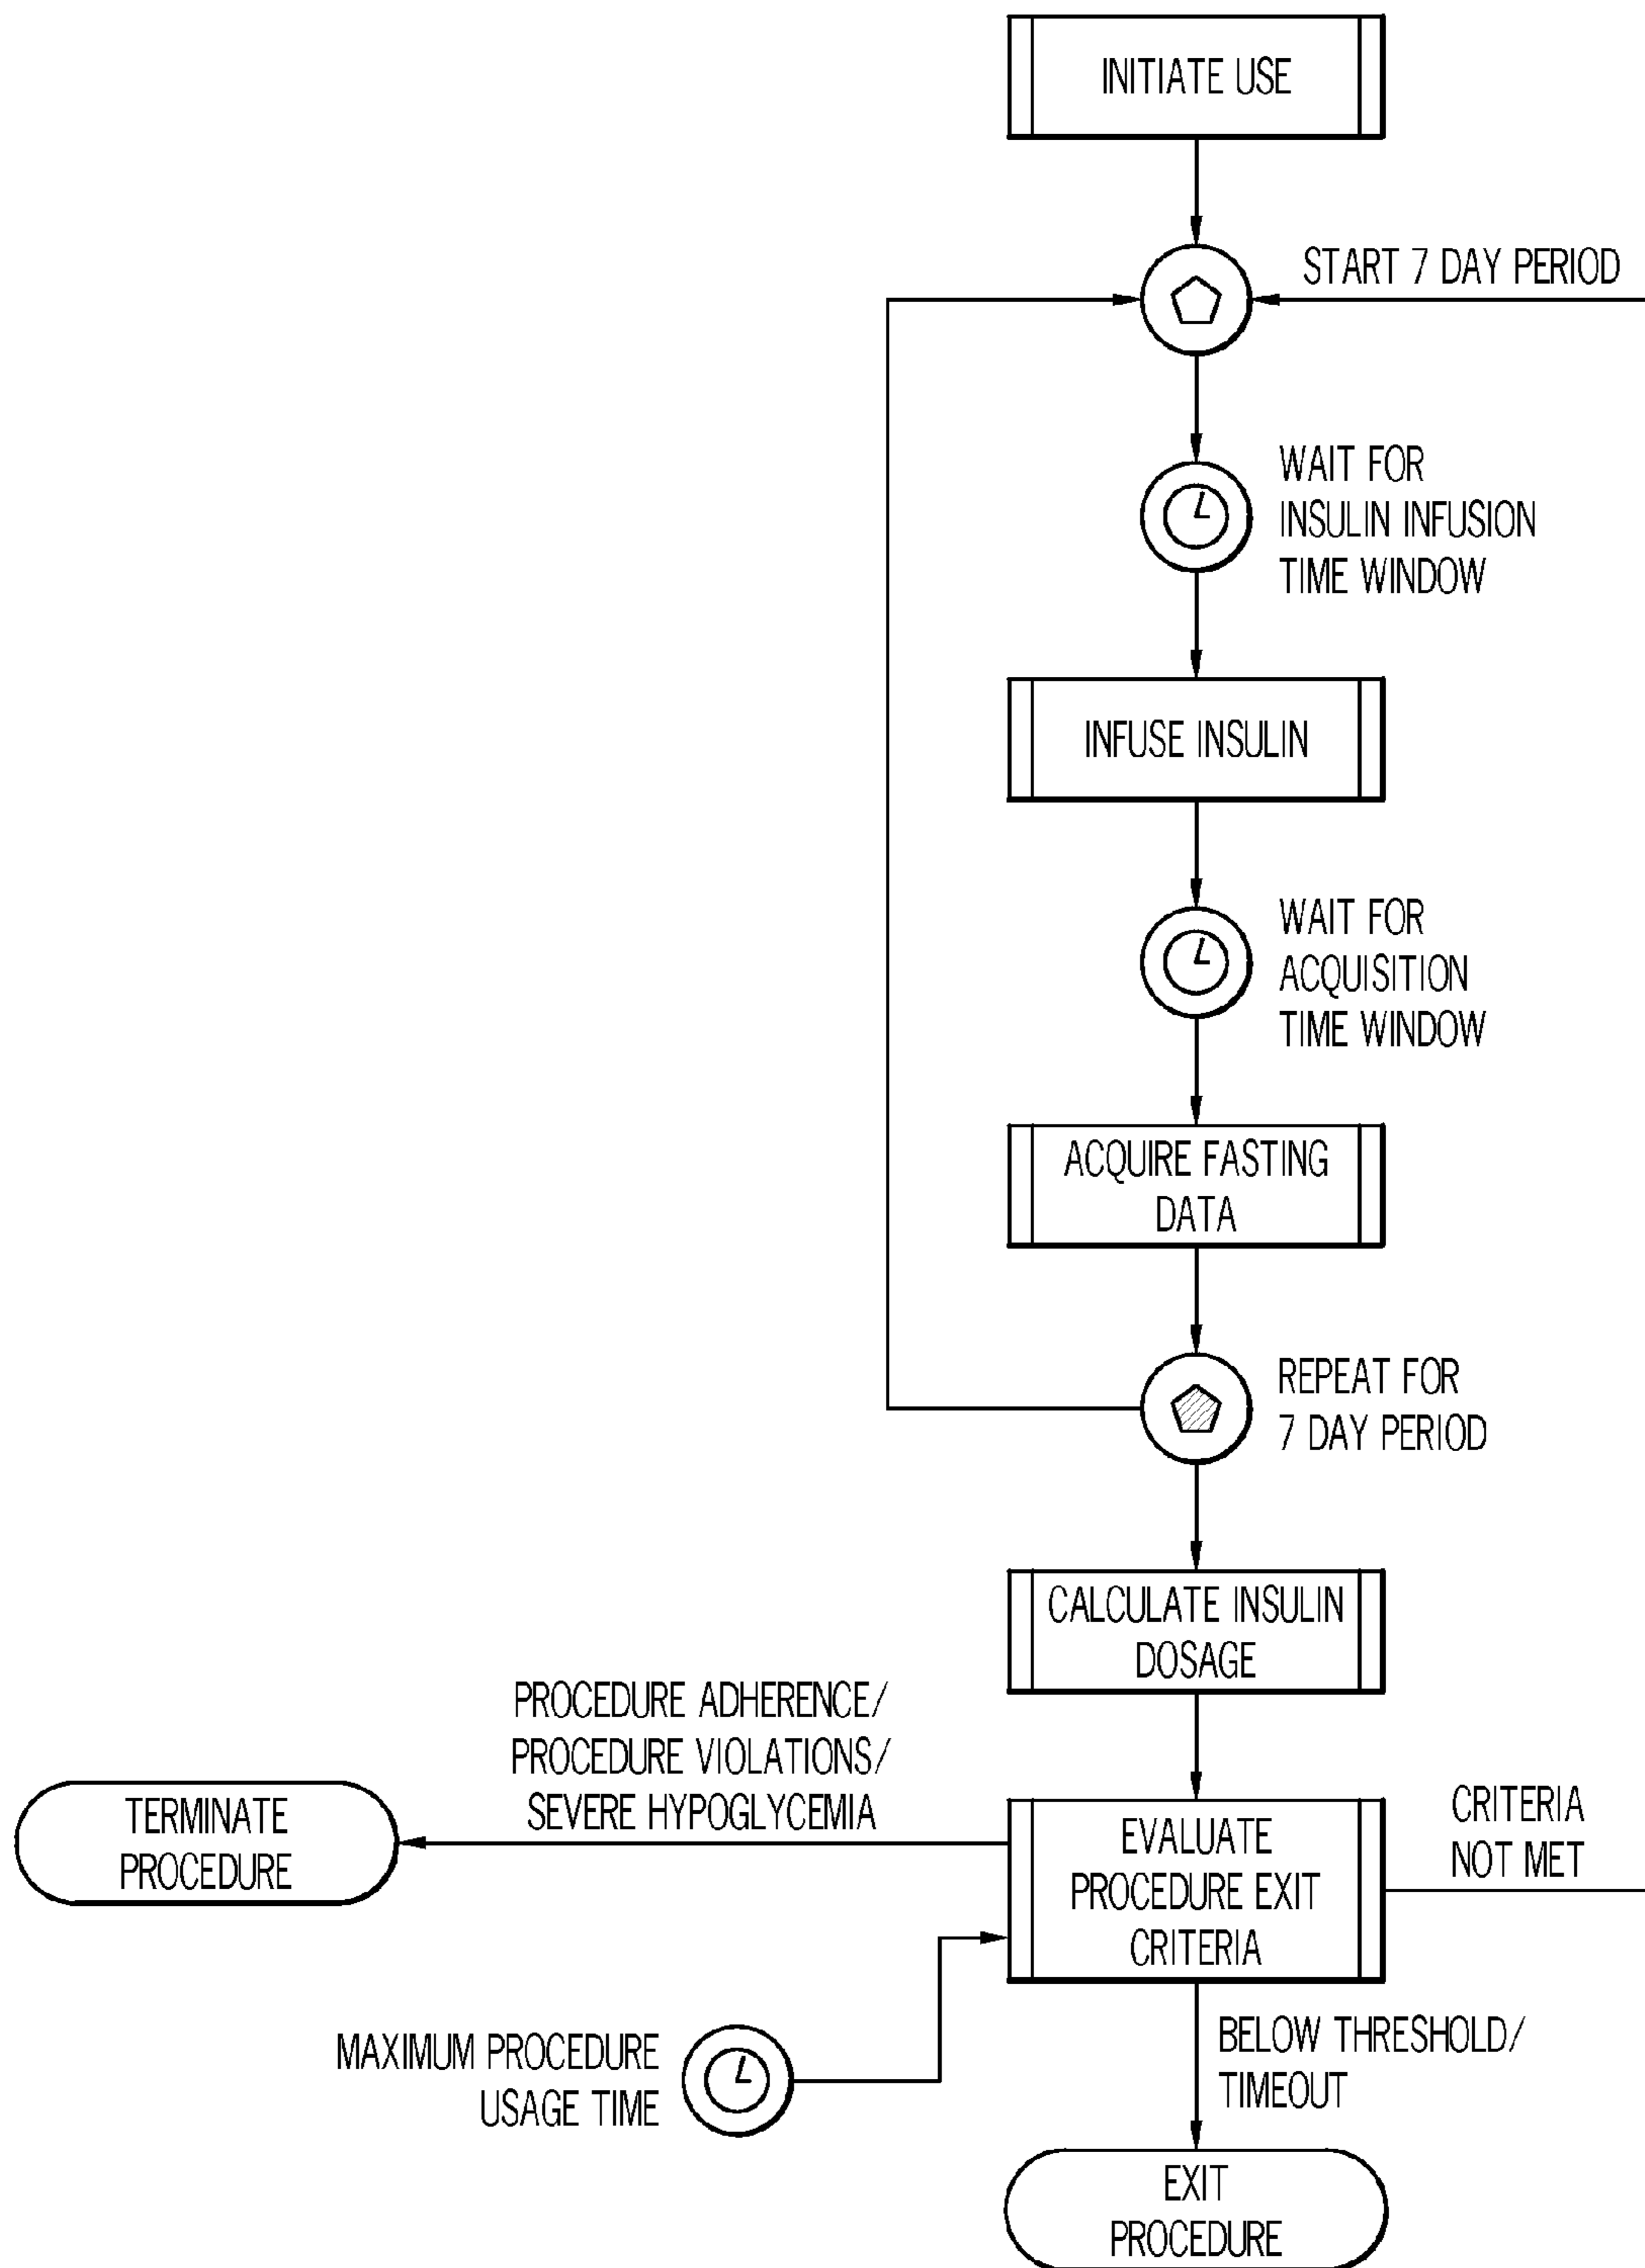 INITIATE USE
START 7 DAY PERIOD
WAIT FOR
INSULIN INFUSION
TIME WINDOW
INFUSE INSULIN
WAIT FOR
ACQUISITION
TIME WINDOW
ACQUIRE FASTING
DATA
REPEAT FOR
7 DAY PERIOD
CALCULATE INSULIN
DOSAGE
PROCEDURE ADHERENCE/
PROCEDURE VIOLATIONS/
SEVERE HYPOGLYCEMIA
TERMINATE
PROCEDURE
EVALUATE
PROCEDURE EXIT
CRITERIA
CRITERIA
NOT MET
MAXIMUM PROCEDURE
USAGE TIME
BELOW THRESHOLD/
TIMEOUT
EXIT
PROCEDURE